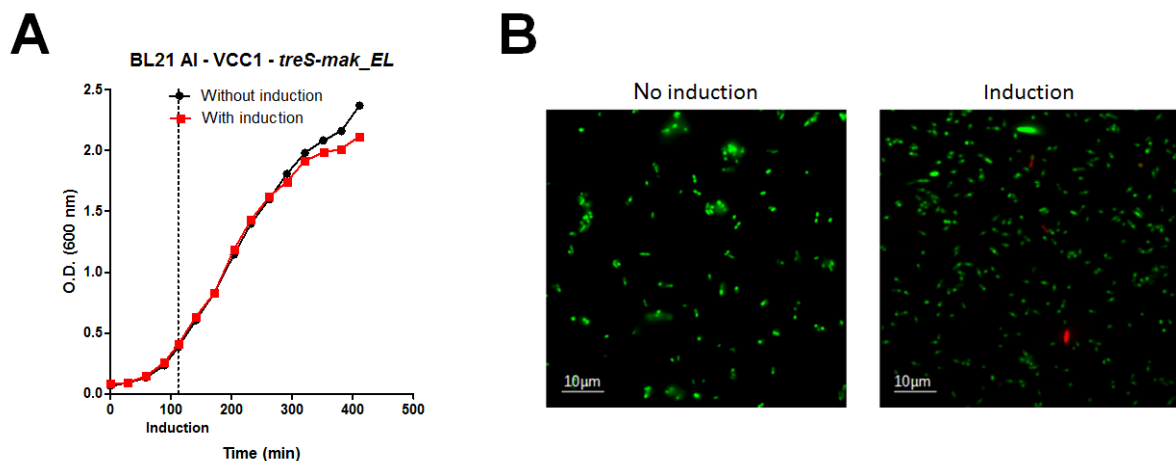 A
BL21 AI - VCC1 - treS-mak_EL
2.5
2.0
1.5
1.0
0.5
0.0
O.D. (600 nm)
Without induction
With induction
0
100
200
300
400
500
Induction
Time (min)
B
No induction
Induction
10μm
10μm